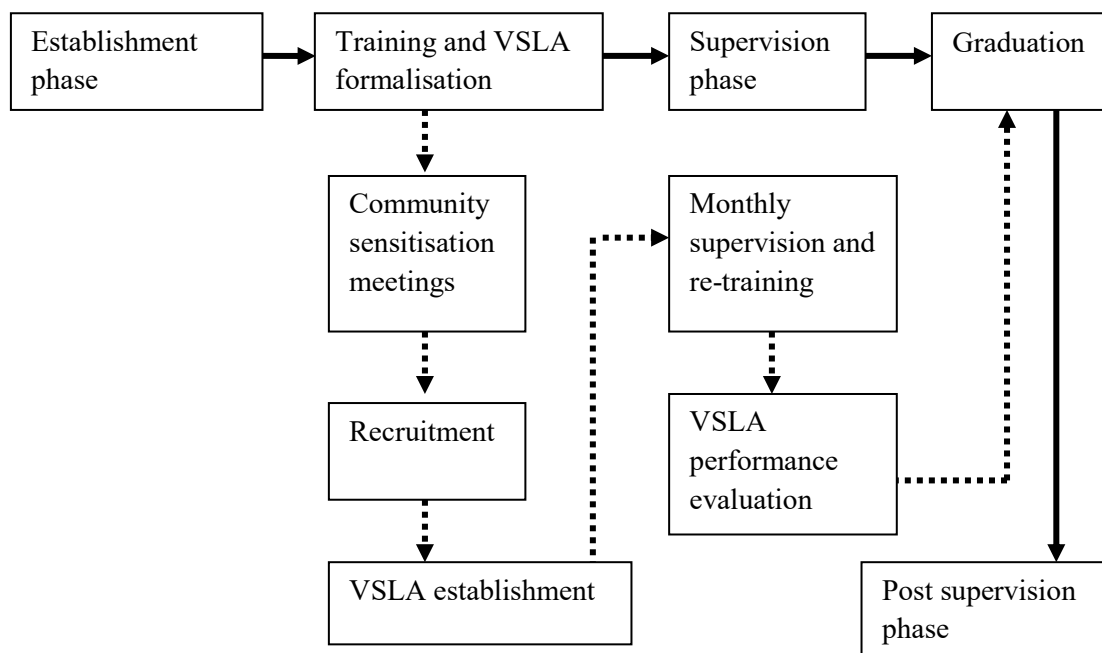 Establishment
phase
Training and VSLA
formalisation
Supervision
phase
Graduation
Community
sensitisation
meetings
Monthly
supervision and
re-training
Recruitment
VSLA
performance
evaluation
VSLA establishment
Post supervision
phase